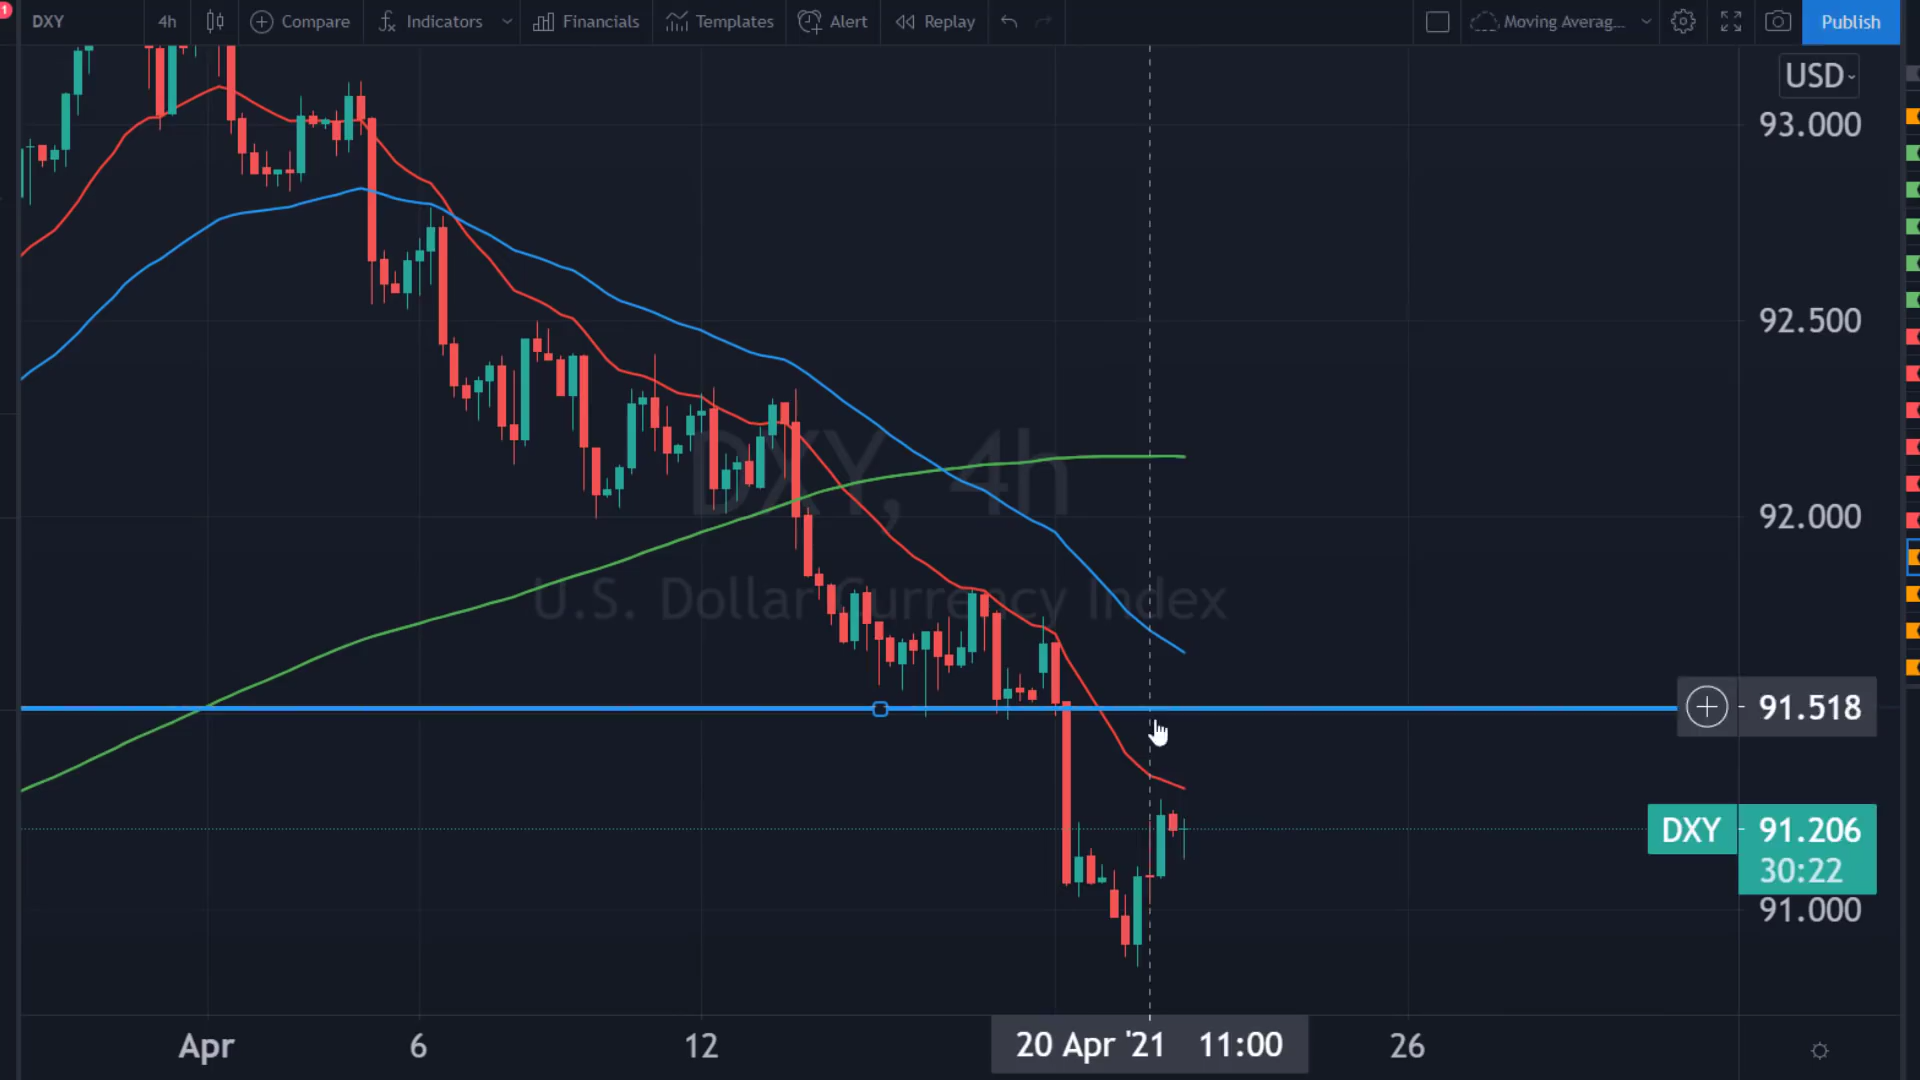 1
DXY 4h Compare Indicators Financials Templates Alert Replay Moving Averag... Publish
USD
93.000
92.500
DXY, 4h
92.000
U.S. Dollar Currency Index
91.518
DXY 91.206
30:22
91.000
Apr 6 12 20 Apr '21 11:00 26